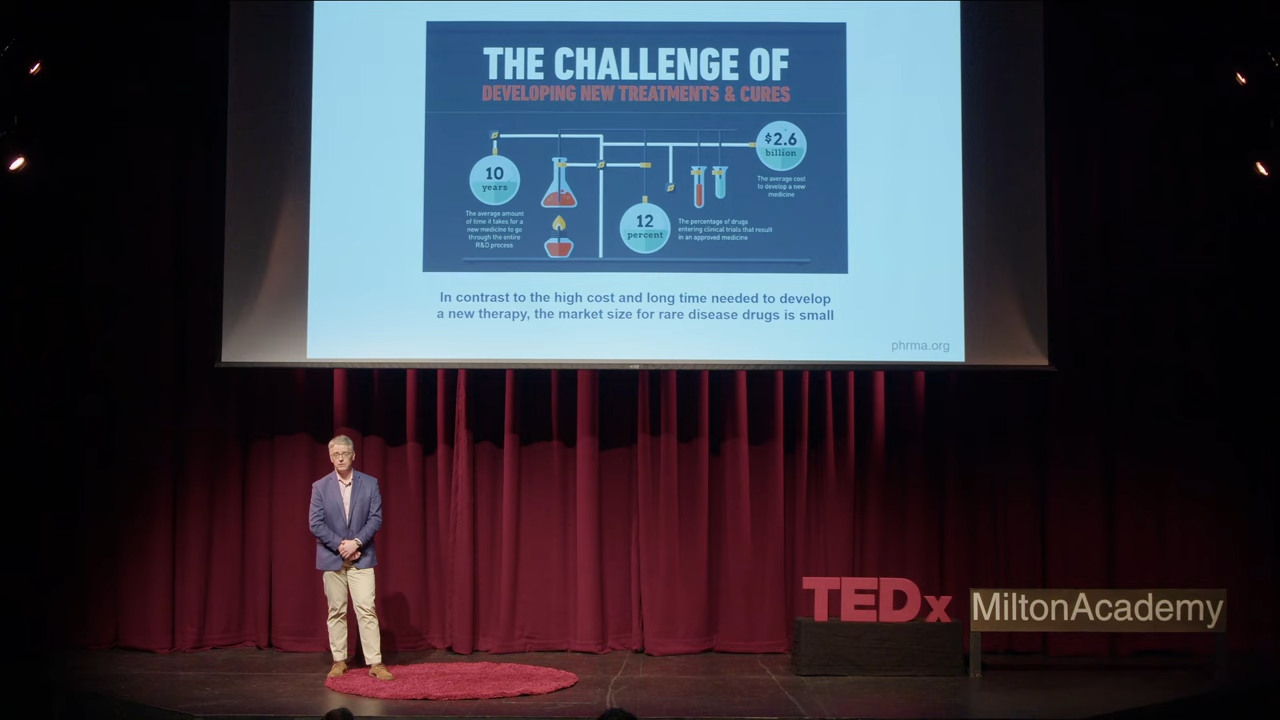 THE CHALLENGE OF
DEVELOPING NEW TREATMENTS & CURES
10
years
The average amount
of time it takes for a
new medicine to go
through the entire
R&D process
12
percent
The percentage of drugs
entering clinical trials that result
in an approved medicine
$2.6
billion
The average cost
to develop a new
medicine
In contrast to the high cost and long time needed to develop
a new therapy, the market size for rare disease drugs is small
phrma.org
TEDx
MiltonAcademy